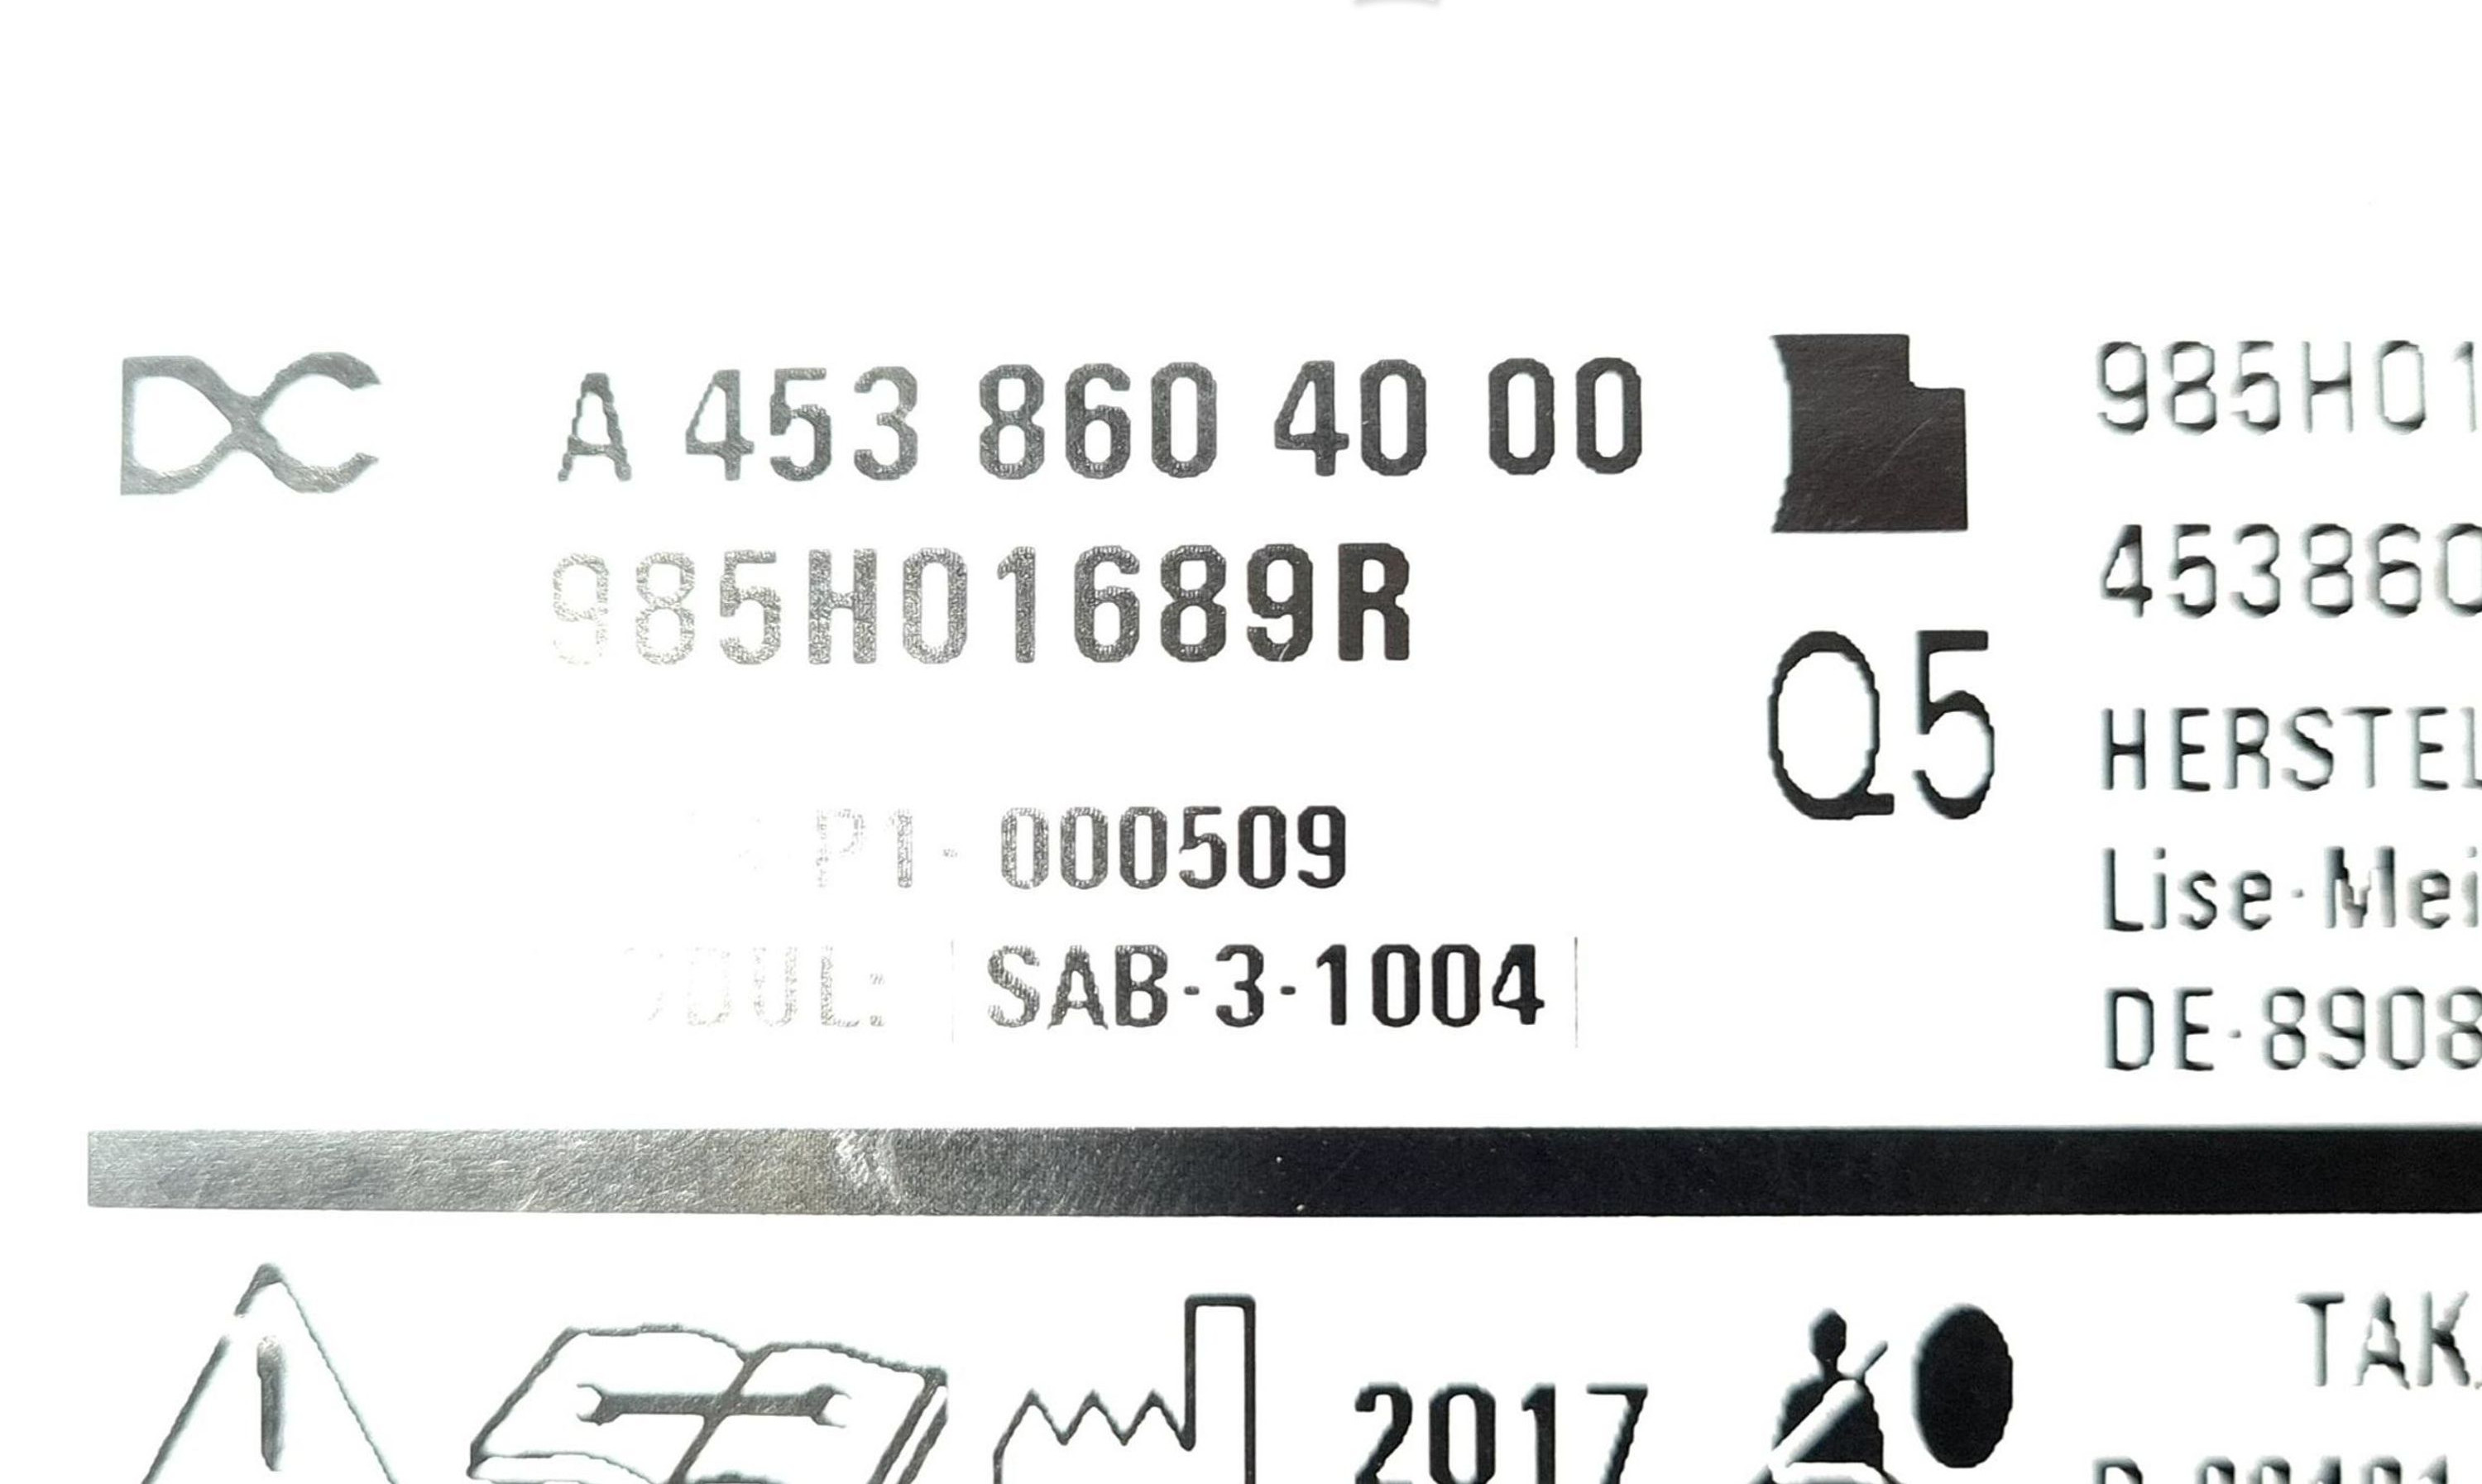 DC A 453 860 40 00
985H01689R
P1- 000509
SAB-3-1004
Q5
985H01
453860
HERSTEL
Lise-Mei
DE-8908
2017
TAK